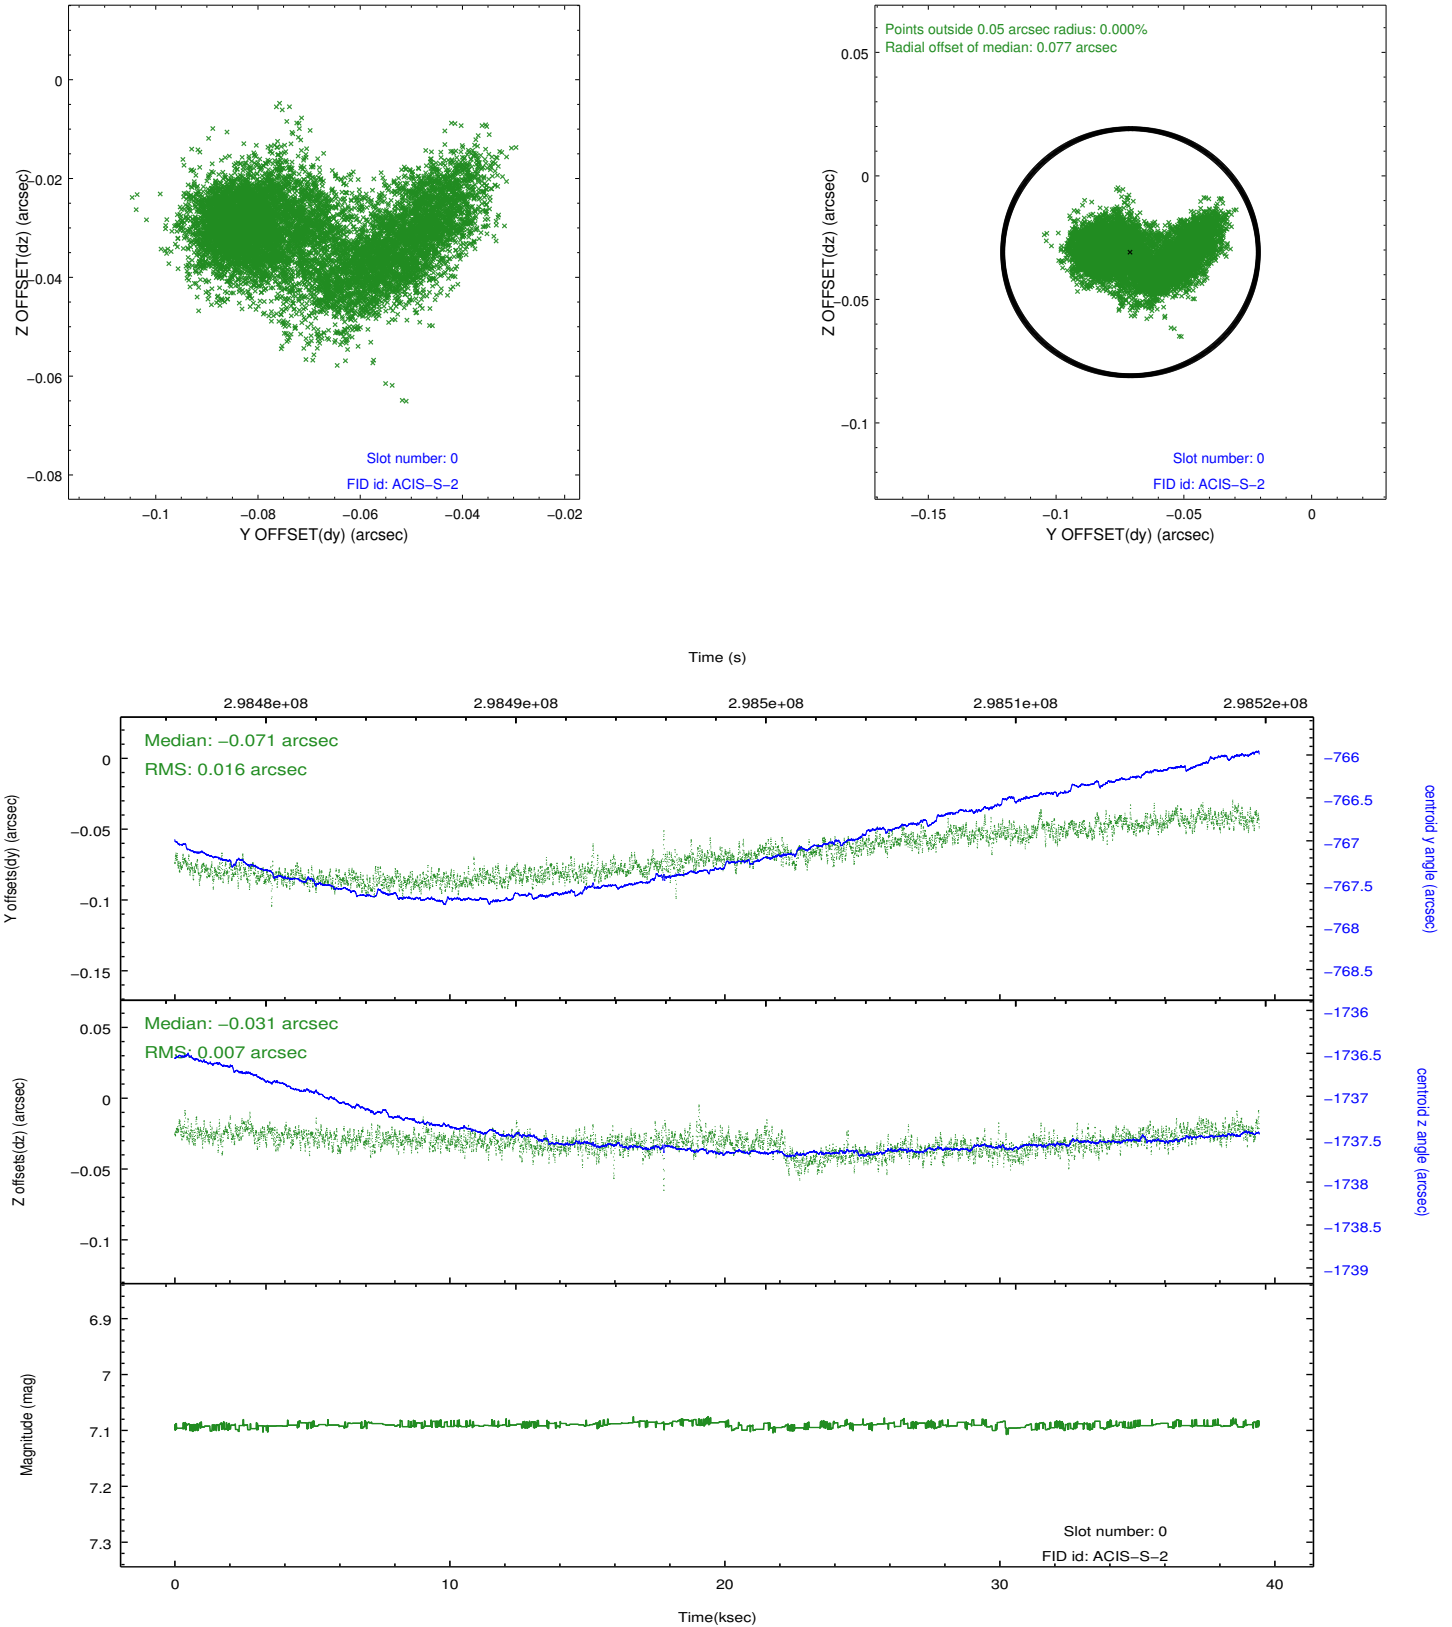 0
−0.02
−0.04
−0.06
−0.08
Z OFFSET(dz) (arcsec)
Slot number: 0
FID id: ACIS−S−2
−0.1
−0.08
−0.06
−0.04
−0.02
Y OFFSET(dy) (arcsec)
Points outside 0.05 arcsec radius: 0.000%
Radial offset of median: 0.077 arcsec
0.05
0
−0.05
−0.1
Z OFFSET(dz) (arcsec)
Slot number: 0
FID id: ACIS−S−2
−0.15
−0.1
−0.05
0
Y OFFSET(dy) (arcsec)
Time (s)
2.9848e+08
2.9849e+08
2.985e+08
2.9851e+08
2.9852e+08
Median: −0.071 arcsec
RMS: 0.016 arcsec
0
−0.05
−0.1
−0.15
Y offsets(dy) (arcsec)
−766
−766.5
−767
−767.5
−768
−768.5
centroid y angle (arcsec)
Median: −0.031 arcsec
RMS: 0.007 arcsec
0.05
0
−0.05
−0.1
Z offsets(dz) (arcsec)
−1736
−1736.5
−1737
−1737.5
−1738
−1738.5
−1739
centroid z angle (arcsec)
6.9
7
7.1
7.2
7.3
Magnitude (mag)
Slot number: 0
FID id: ACIS−S−2
0
10
20
30
40
Time(ksec)